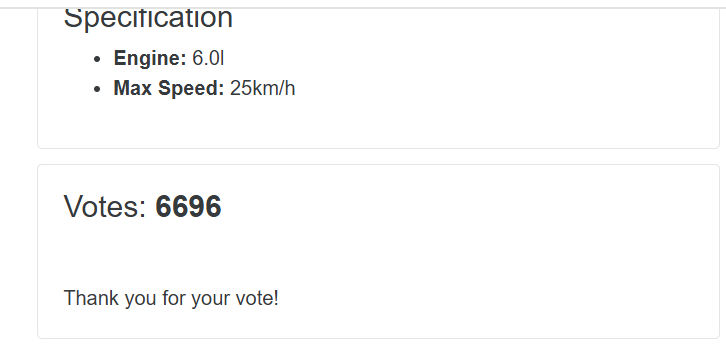 Specification
Engine: 6.0l
Max Speed: 25km/h
Votes: 6696
Thank you for your vote!